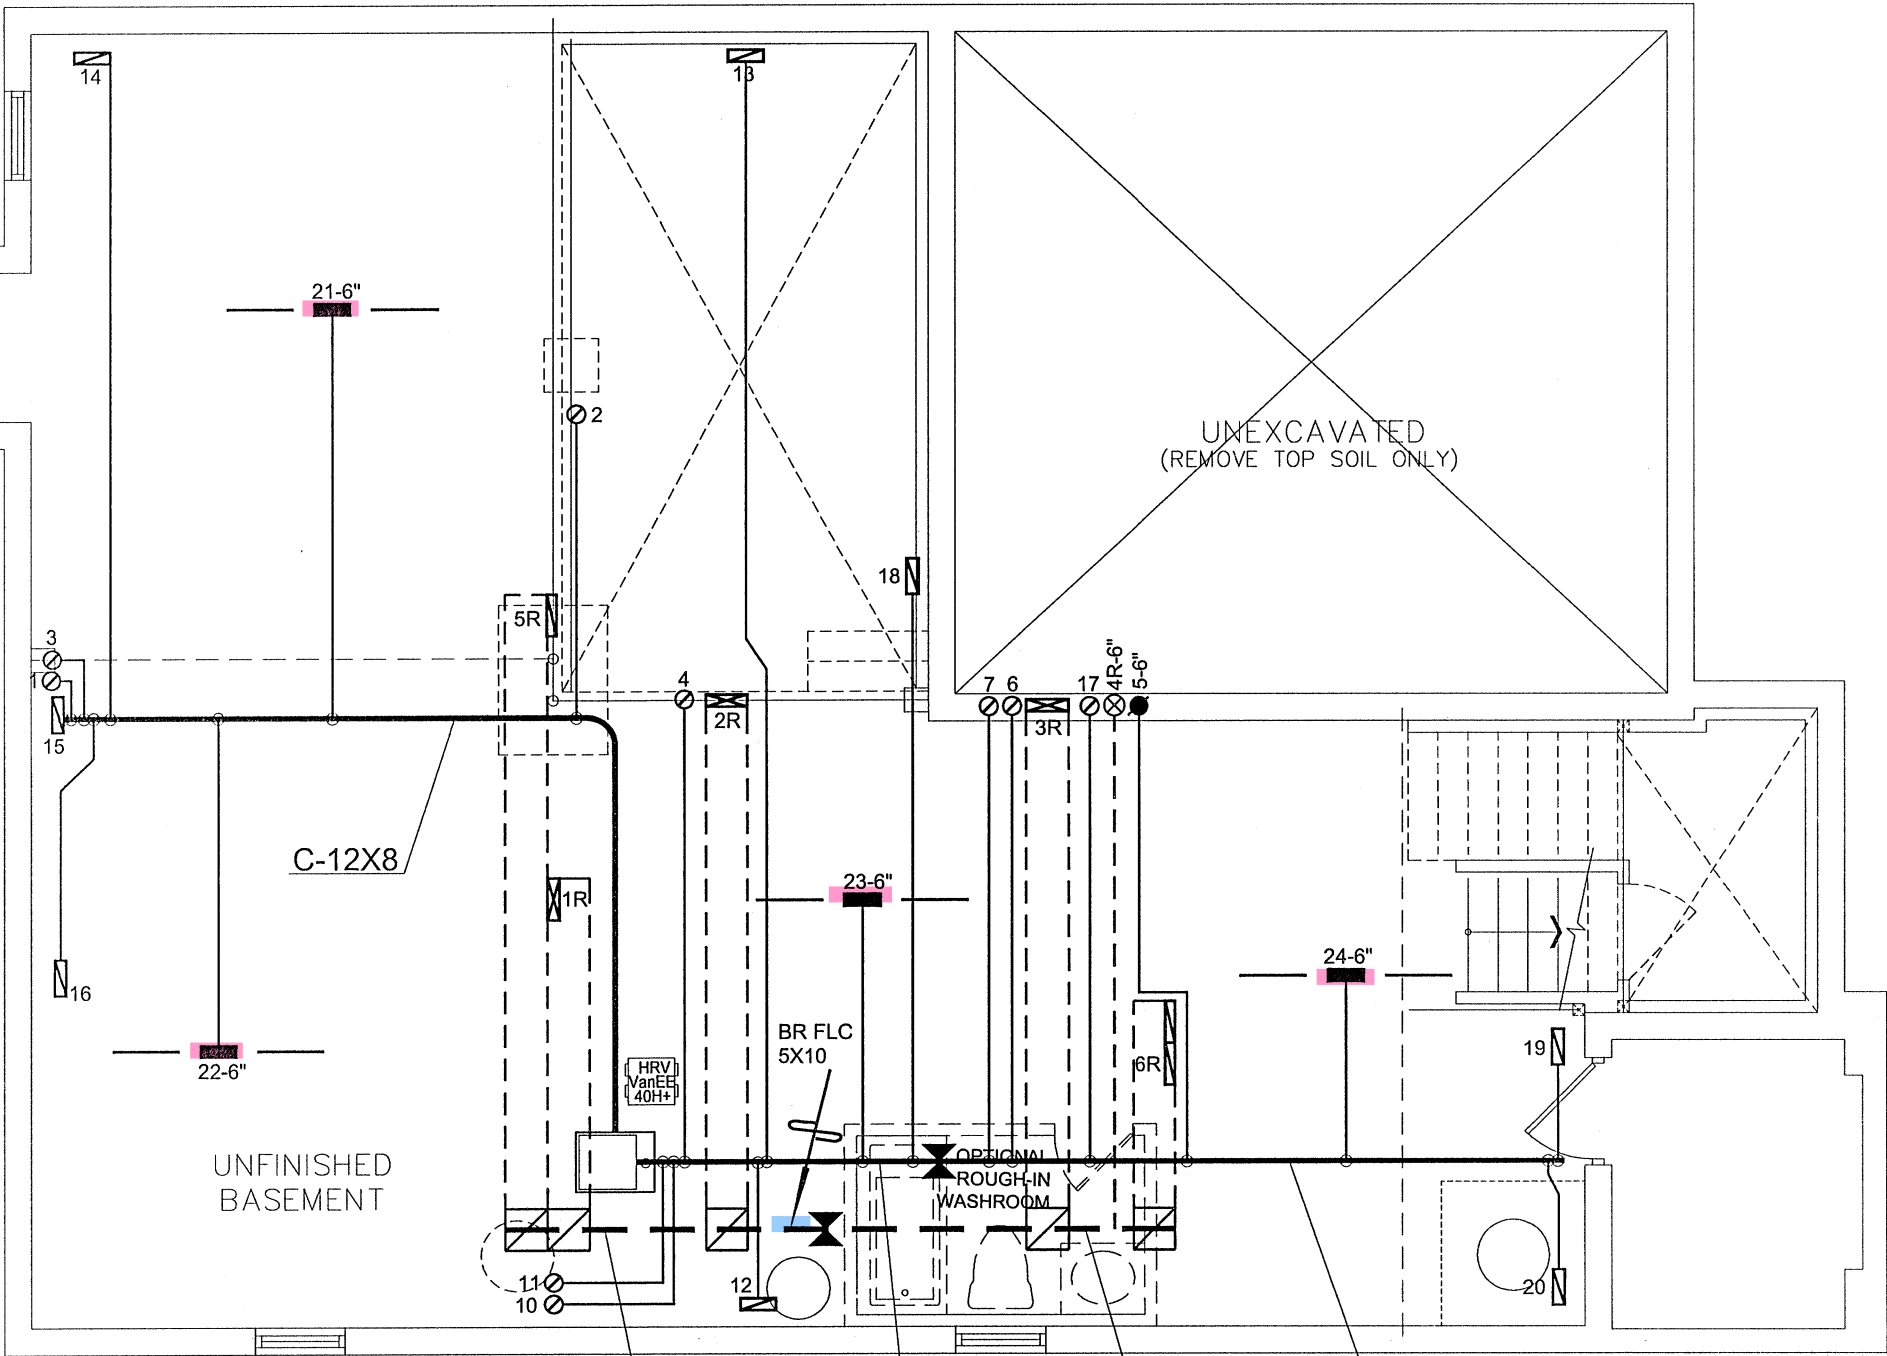 14
13
21-6"
2
UNEXCAVATED
(REMOVE TOP SOIL ONLY)
18
5R
3
1
4
2R
7
6
3R
17
4R-6"
5-6"
15
C-12X8
23-6"
1R
24-6"
16
BR FLC
5X10
22-6"
HRV
VanEE
40H+
6R
19
UNFINISHED
BASEMENT
OPTIONAL
ROUGH-IN
WASHROOM
11
10
12
20